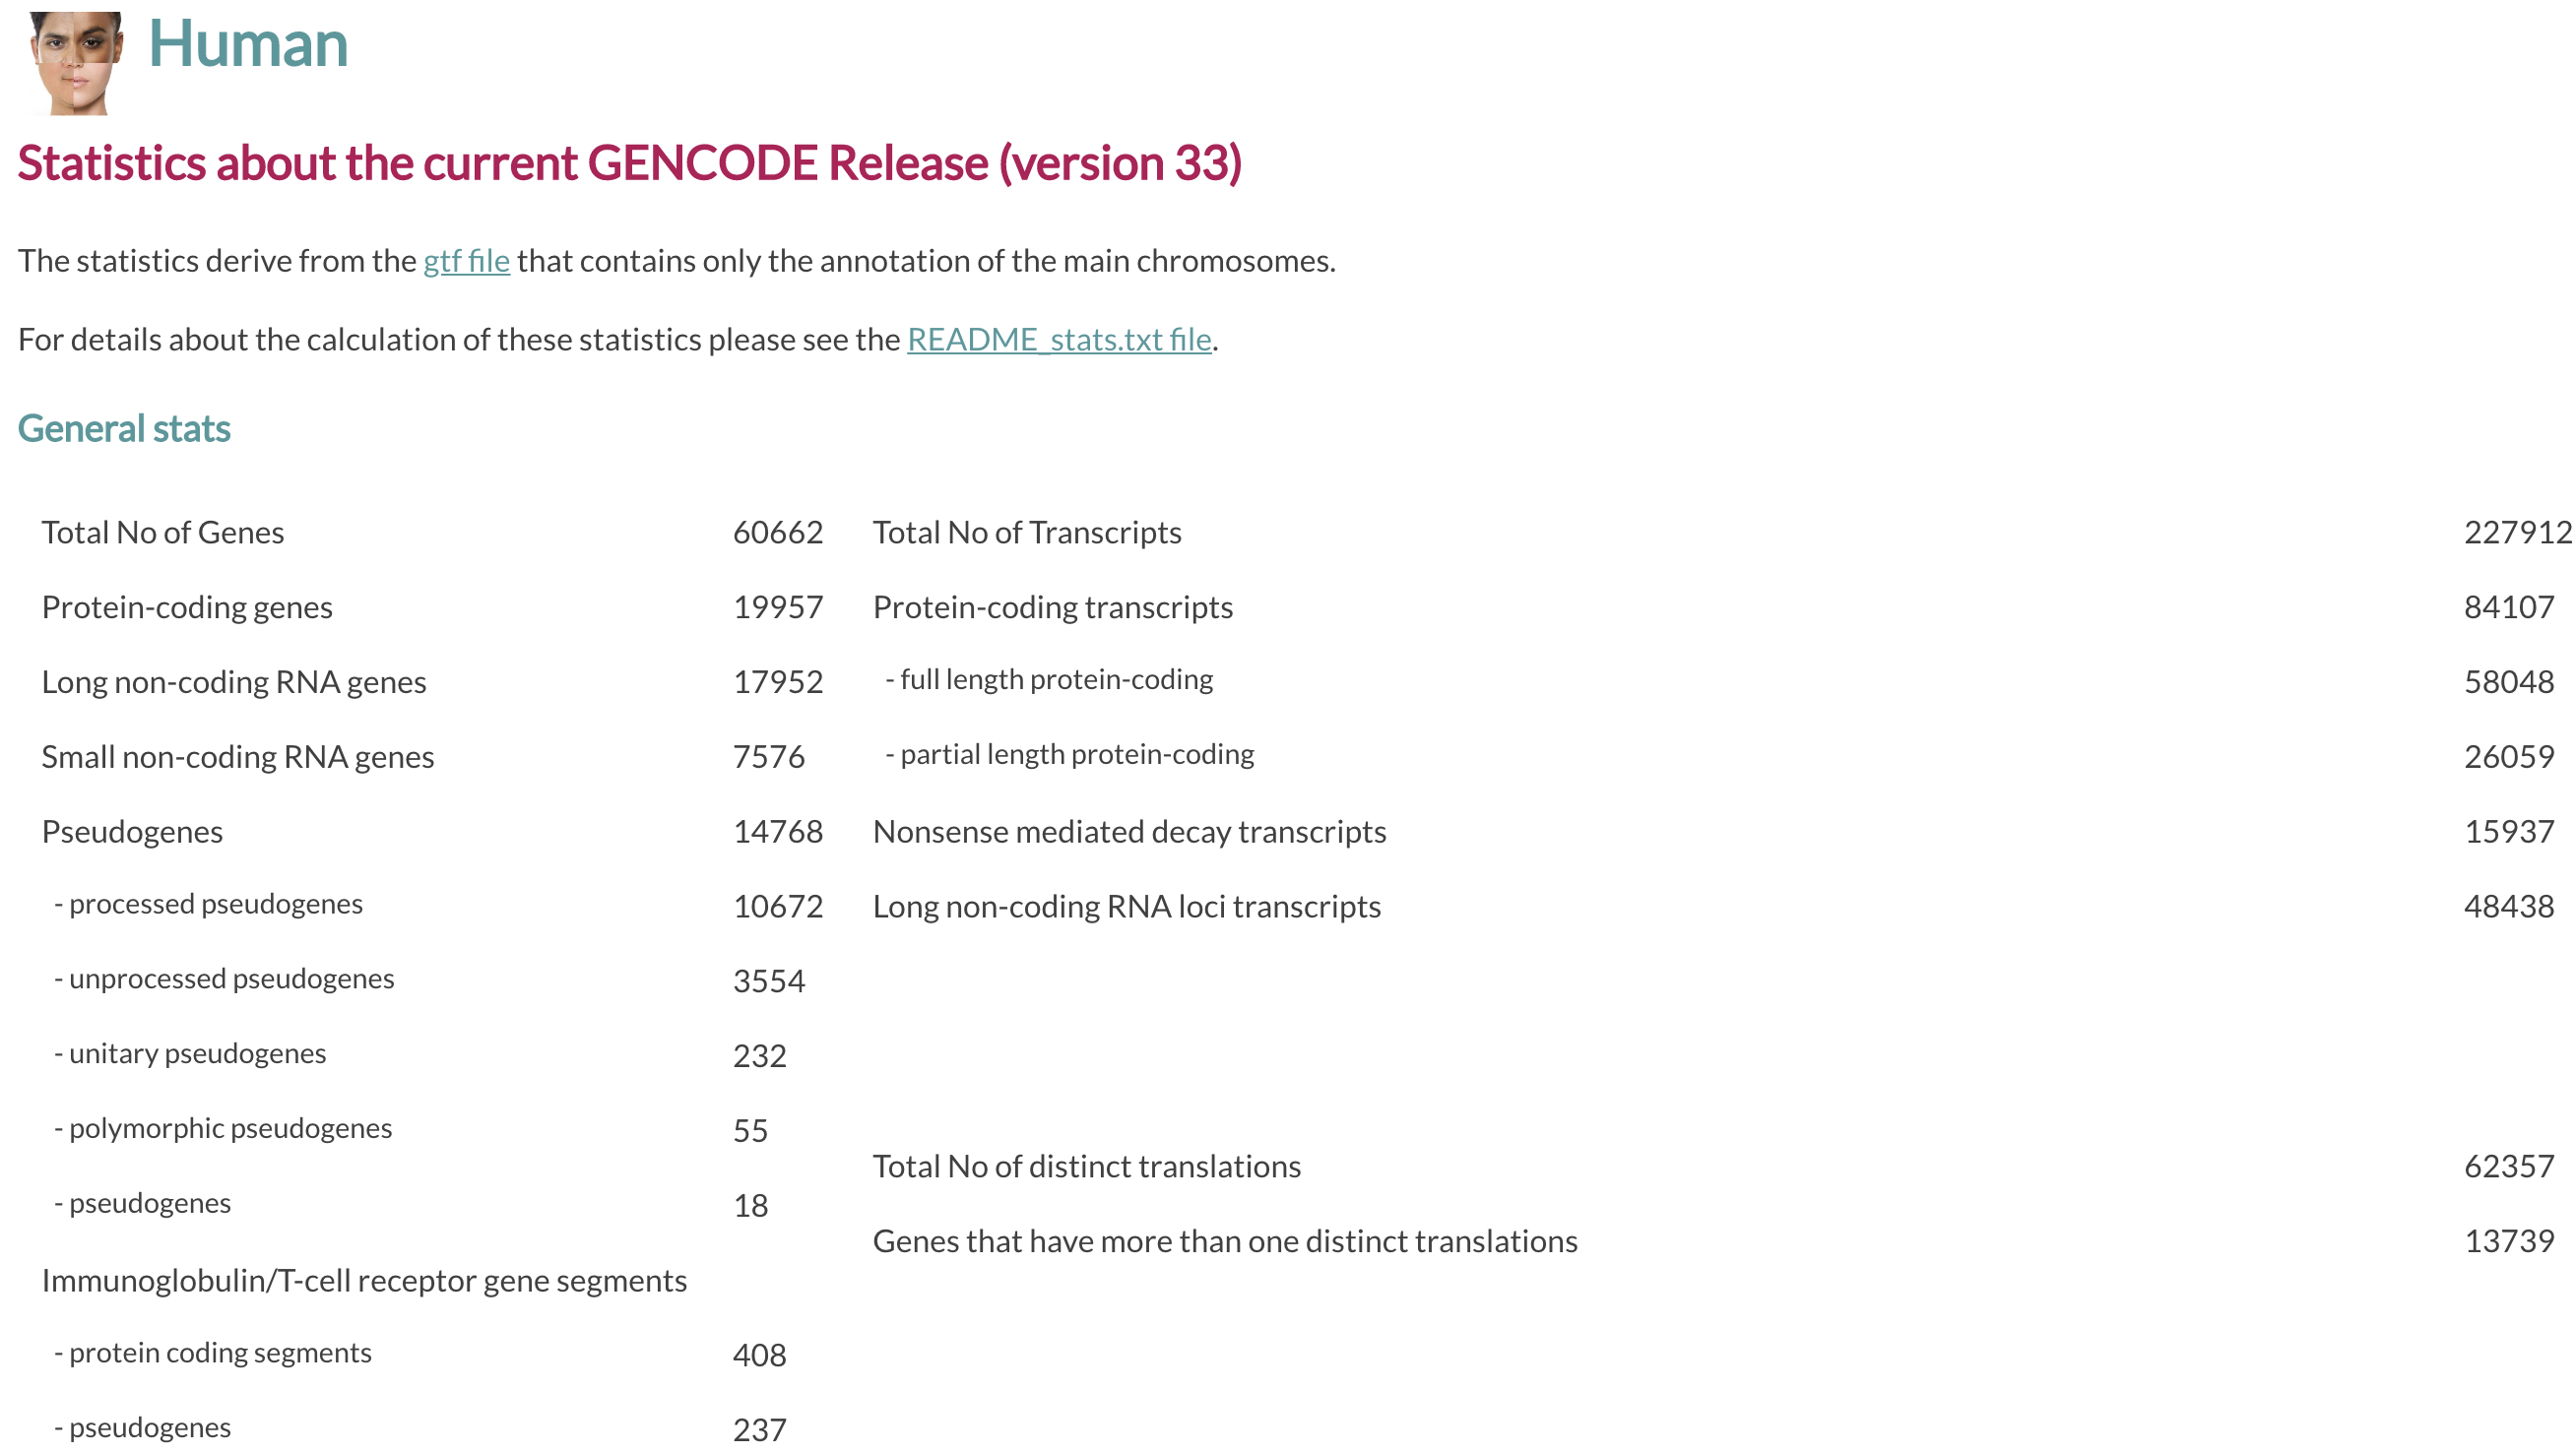 Human
Statistics about the current GENCODE Release (version 33)
The statistics derive from the gtf file that contains only the annotation of the main chromosomes.
For details about the calculation of these statistics please see the README_stats.txt file.
General stats
Total No of Genes 60662 Total No of Transcripts 227912
Protein-coding genes 19957 Protein-coding transcripts 84107
Long non-coding RNA genes 17952 - full length protein-coding 58048
Small non-coding RNA genes 7576 - partial length protein-coding 26059
Pseudogenes 14768 Nonsense mediated decay transcripts 15937
- processed pseudogenes 10672 Long non-coding RNA loci transcripts 48438
- unprocessed pseudogenes 3554
- unitary pseudogenes 232
- polymorphic pseudogenes 55
Total No of distinct translations 62357
- pseudogenes 18
Genes that have more than one distinct translations 13739
Immunoglobulin/T-cell receptor gene segments
- protein coding segments 408
- pseudogenes 237